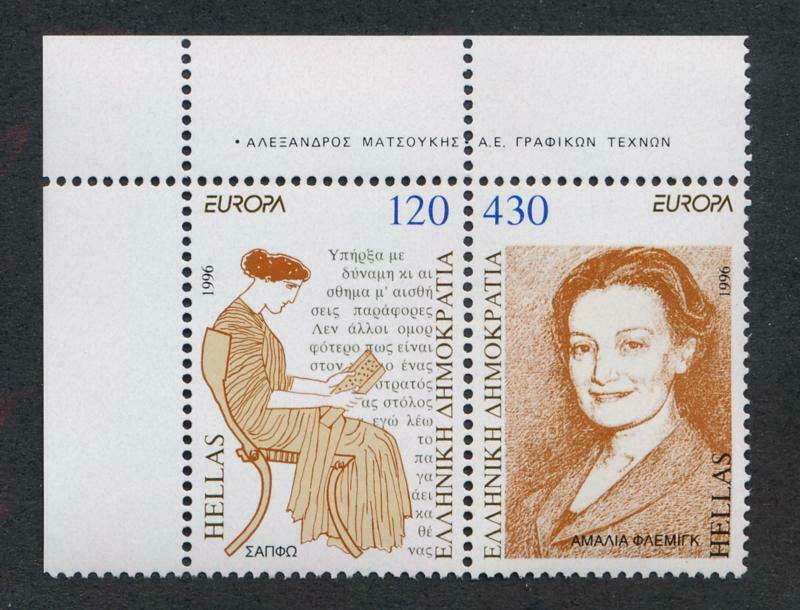 • ΑΛΕΞΑΝΔΡΟΣ ΜΑΤΣΟΥΚΗΣ • Α.Ε. ΓΡΑΦΙΚΩΝ ΤΕΧΝΩΝ
EUROPA
120
1996
Υπήρξα με
δύναμη κι αι
σθημα μ' αισθή
σεις παράφορες
Λεν άλλοι ομορ
φότερο πως είναι
στον κ ο ένας
στρατός
ας στόλος
εγώ λέω
το
πα
γα
άει
κα
θέ
νας
HELLAS
ΕΛΛΗΝΙΚΗ ΔΗΜΟΚΡΑΤΙΑ
ΣΑΠΦΩ
430
EUROPA
1996
ΕΛΛΗΝΙΚΗ ΔΗΜΟΚΡΑΤΙΑ
HELLAS
ΑΜΑΛΙΑ ΦΛΕΜΙΓΚ